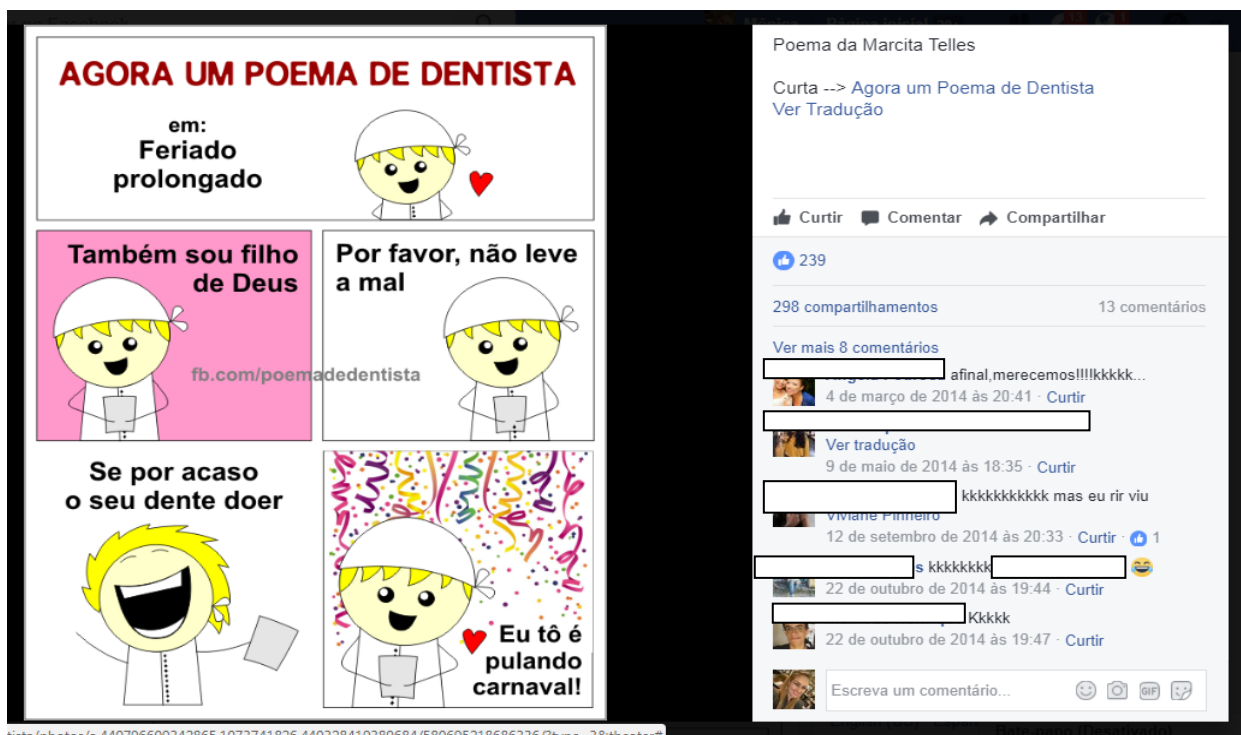 AGORA UM POEMA DE DENTISTA
em:
Feriado
prolongado
Também sou filho
de Deus
Por favor, não leve
a mal
fb.com/poemadedentista
Se por acaso
o seu dente doer
Eu tô é
pulando
carnaval!
Poema da Marcita Telles
Curta --> Agora um Poema de Dentista
Ver Tradução
Curtir Comentar Compartilhar
239
298 compartilhamentos 13 comentários
Ver mais 8 comentários
afinal,merecemos!!!!kkkkk...
4 de março de 2014 às 20:41 · Curtir
Ver tradução
9 de maio de 2014 às 18:35 · Curtir
kkkkkkkkkkk mas eu rir viu
Viviane Pinheiro
12 de setembro de 2014 às 20:33 · Curtir · 1
s kkkkkkkk
22 de outubro de 2014 às 19:44 · Curtir
Kkkkk
22 de outubro de 2014 às 19:47 · Curtir
Escreva um comentário... GIF